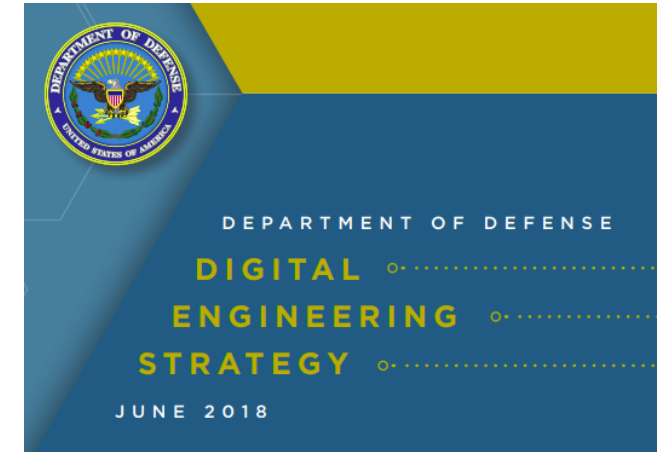 DEPARTMENT OF DEFENSE
UNITED STATES OF AMERICA
DEPARTMENT OF DEFENSE
DIGITAL
ENGINEERING
STRATEGY
JUNE 2018